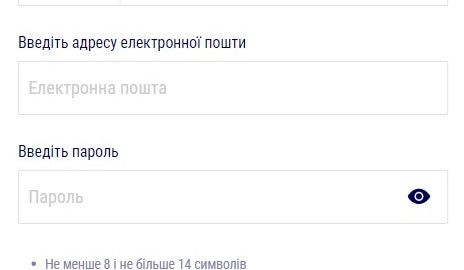 Введіть адресу електронної пошти
Електронна пошта
Введіть пароль
Пароль
• Не менше 8 і не більше 14 символів